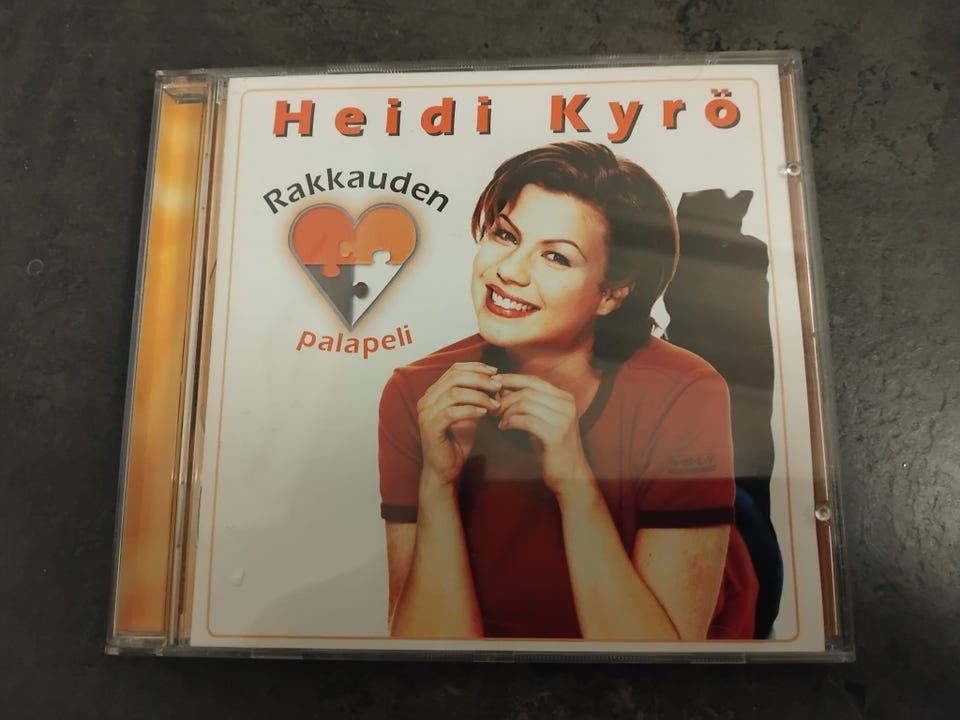 Heidi Kyrö
Rakkauden
palapeli